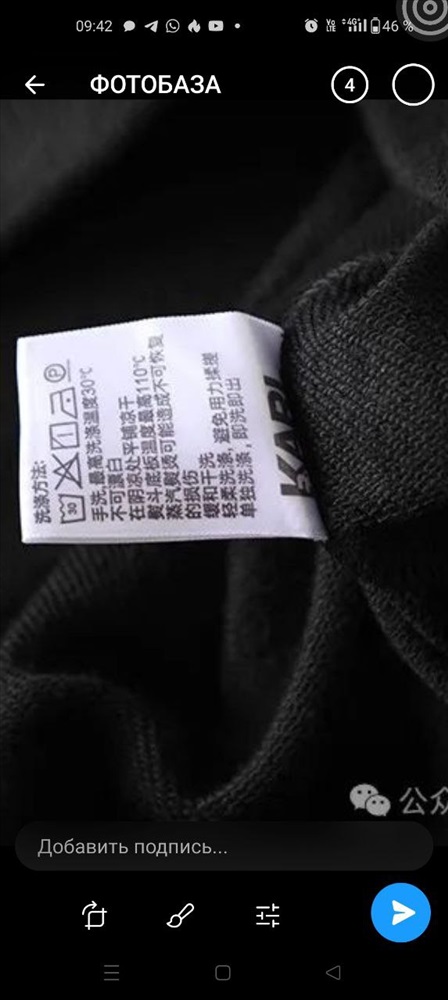 09:42
VoLTE 4G 46 %
ФОТОБАЗА
4
洗涤方法:
30
P
手洗 最高洗涤温度30℃
不可漂白
在阴凉处平铺凉干
熨斗底板温度最高110℃
蒸汽熨烫可能造成不可恢复
的损伤
缓和干洗
轻柔洗涤，避免用力揉搓
单独洗涤，即洗即出
KARL
公众
Добавить подпись...